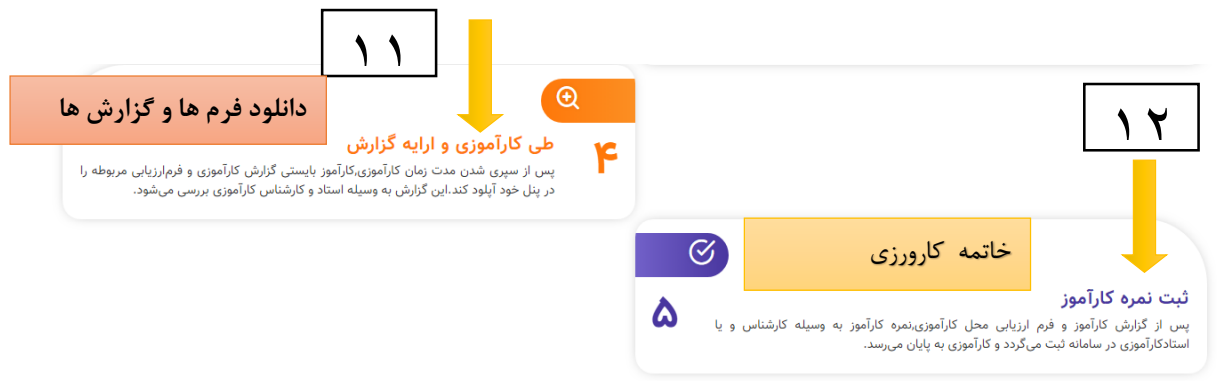 ۱۱
دانلود فرم ها و گزارش ها
۴
طی کارآموزی و ارایه گزارش
پس از سپری شدن مدت زمان کارآموزی,کارآموز بایستی گزارش کارآموزی و فرم‌ارزیابی مربوطه را
در پنل خود آپلود کند.این گزارش به وسیله استاد و کارشناس کارآموزی بررسی می‌شود.
۱۲
خاتمه کارورزی
۵
ثبت نمره کارآموز
پس از گزارش کارآموز و فرم ارزیابی محل کارآموزی,نمره کارآموز به وسیله کارشناس و یا
استادکارآموزی در سامانه ثبت می‌گردد و کارآموزی به پایان می‌رسد.